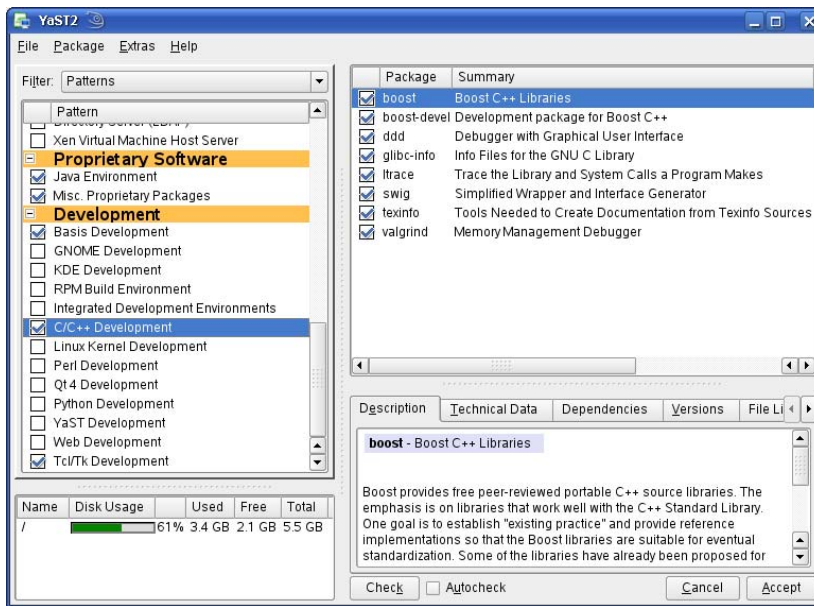 YaST2
File Package Extras Help
Filter: Patterns
Pattern
Xen Virtual Machine Host Server
Proprietary Software
Java Environment
Misc. Proprietary Packages
Development
Basis Development
GNOME Development
KDE Development
RPM Build Environment
Integrated Development Environments
C/C++ Development
Linux Kernel Development
Perl Development
Qt 4 Development
Python Development
YaST Development
Web Development
Tcl/Tk Development
Name Disk Usage Used Free Total
/ 61% 3.4 GB 2.1 GB 5.5 GB
Package Summary
boost Boost C++ Libraries
boost-devel Development package for Boost C++
ddd Debugger with Graphical User Interface
glibc-info Info Files for the GNU C Library
ltrace Trace the Library and System Calls a Program Makes
swig Simplified Wrapper and Interface Generator
texinfo Tools Needed to Create Documentation from Texinfo Sources
valgrind Memory Management Debugger
Description Technical Data Dependencies Versions File Li
boost - Boost C++ Libraries
Boost provides free peer-reviewed portable C++ source libraries. The
emphasis is on libraries that work well with the C++ Standard Library.
One goal is to establish "existing practice" and provide reference
implementations so that the Boost libraries are suitable for eventual
standardization. Some of the libraries have already been proposed for
Check Autocheck Cancel Accept